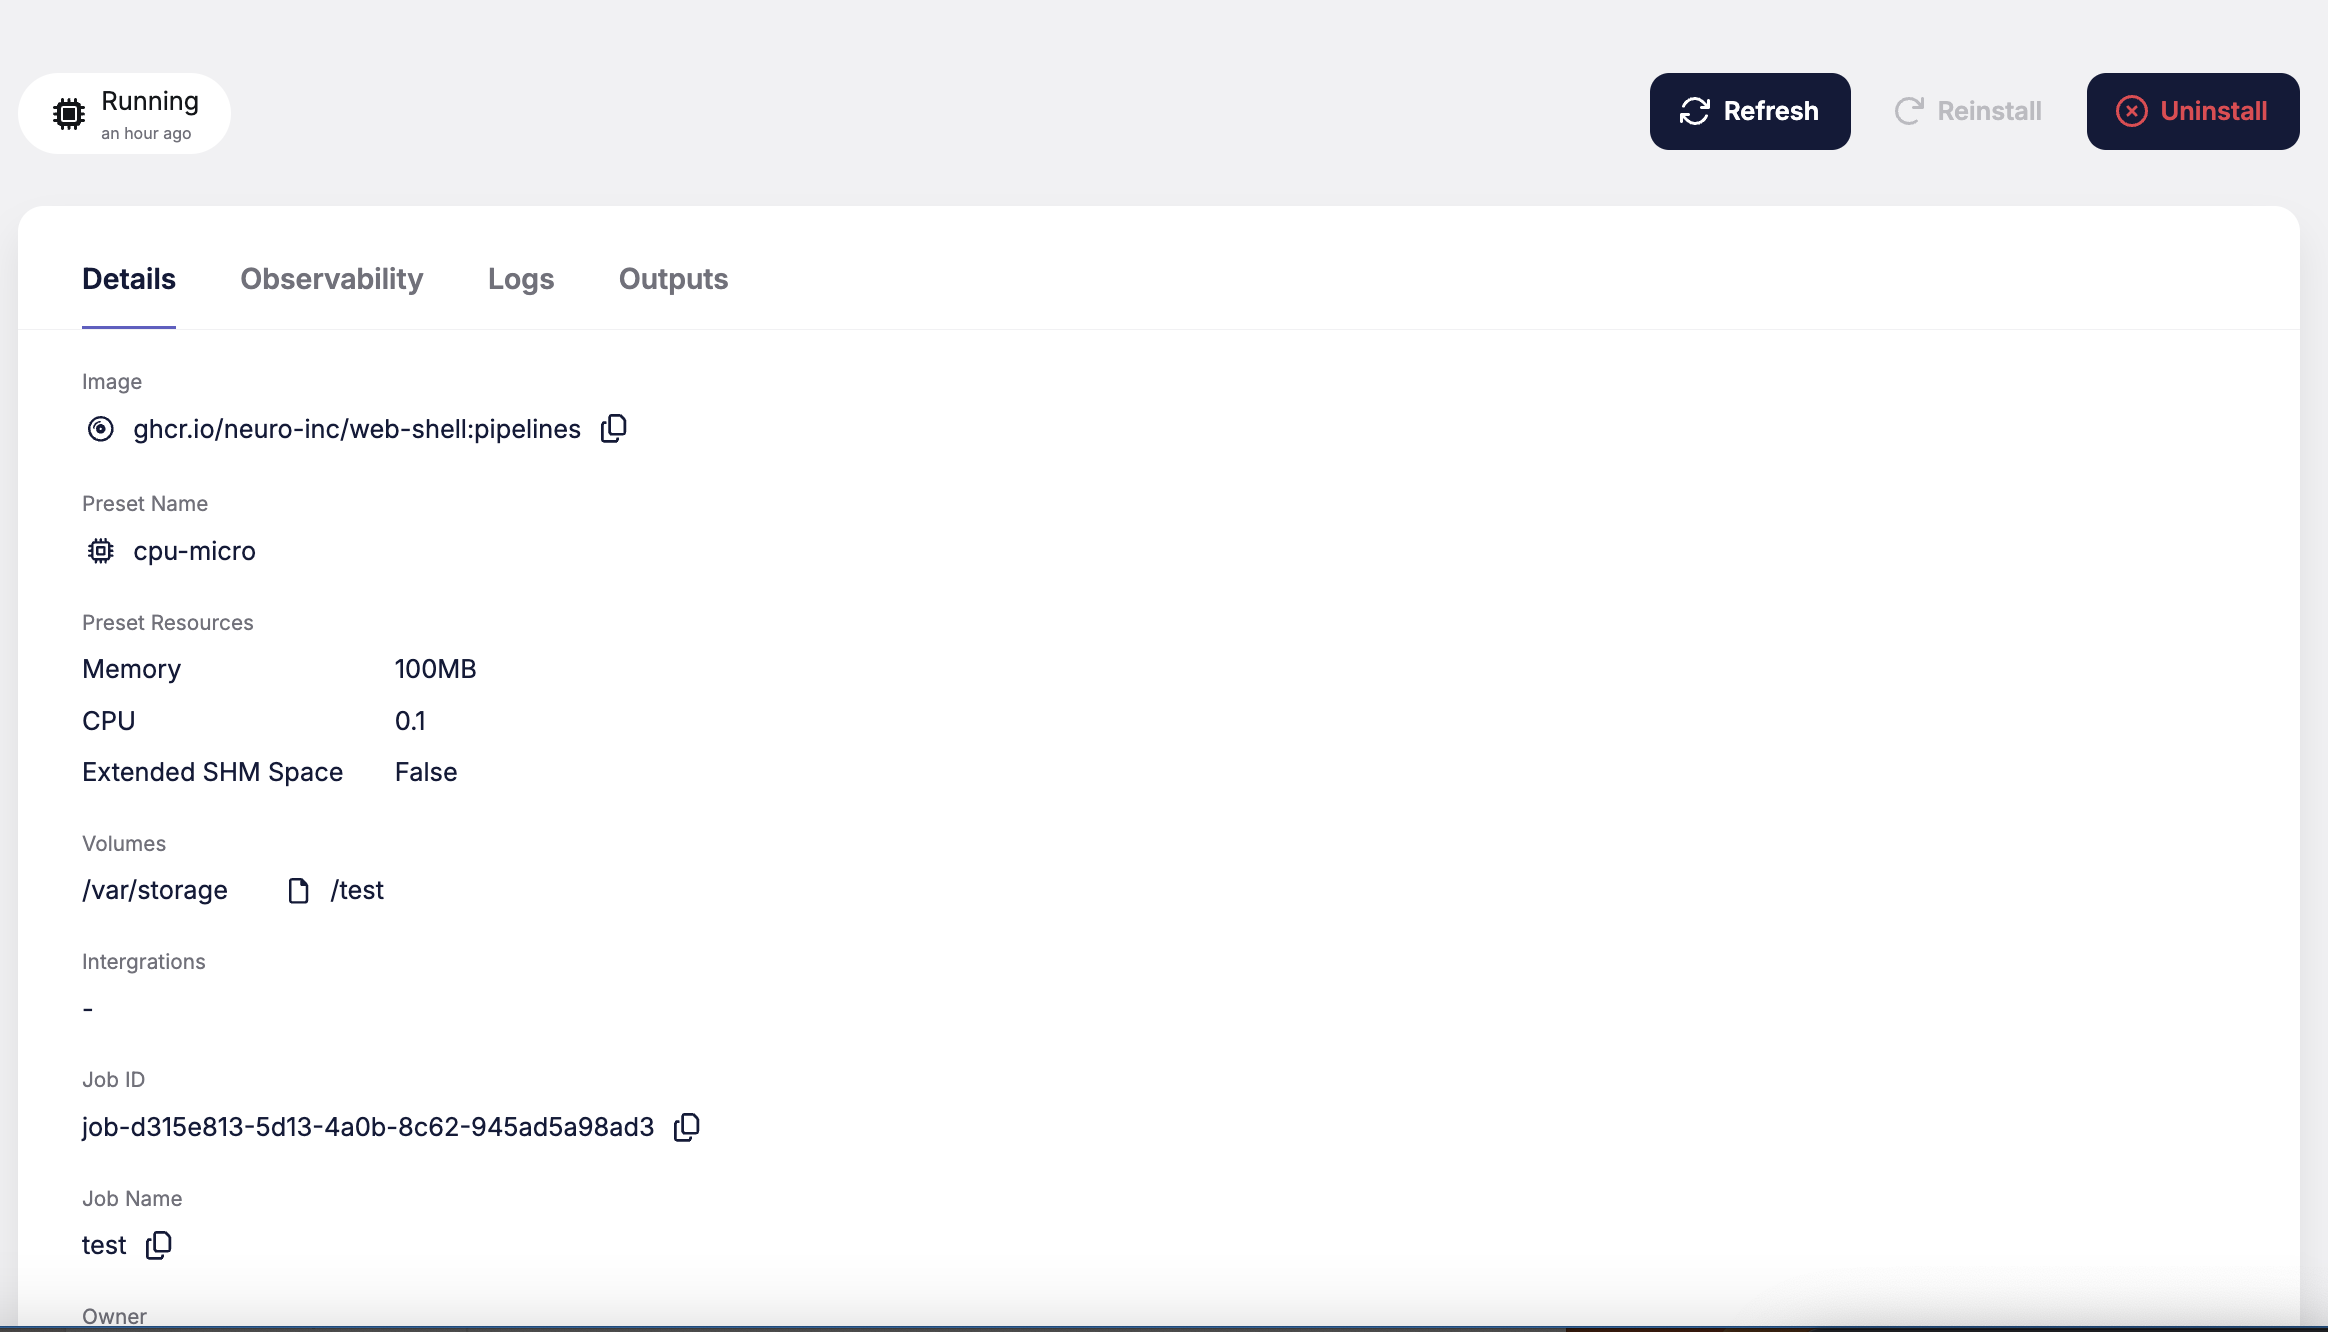 Running
an hour ago
Refresh
Reinstall
Uninstall
Details
Observability
Logs
Outputs
Image
ghcr.io/neuro-inc/web-shell:pipelines
Preset Name
cpu-micro
Preset Resources
Memory 100MB
CPU 0.1
Extended SHM Space False
Volumes
/var/storage /test
Intergrations
-
Job ID
job-d315e813-5d13-4a0b-8c62-945ad5a98ad3
Job Name
test
Owner